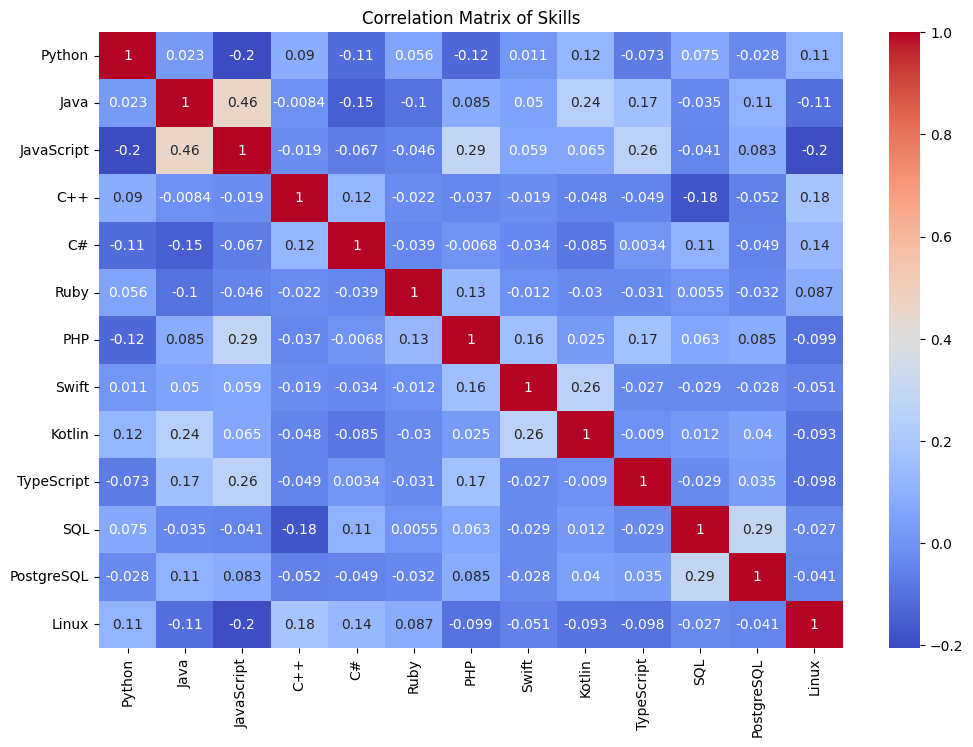 Correlation Matrix of Skills
Python 1 0.023 -0.2 0.09 -0.11 0.056 -0.12 0.011 0.12 -0.073 0.075 -0.028 0.11
Java 0.023 1 0.46 -0.0084 -0.15 -0.1 0.085 0.05 0.24 0.17 -0.035 0.11 -0.11
JavaScript -0.2 0.46 1 -0.019 -0.067 -0.046 0.29 0.059 0.065 0.26 -0.041 0.083 -0.2
C++ 0.09 -0.0084 -0.019 1 0.12 -0.022 -0.037 -0.019 -0.048 -0.049 -0.18 -0.052 0.18
C# -0.11 -0.15 -0.067 0.12 1 -0.039 -0.0068 -0.034 -0.085 0.0034 0.11 -0.049 0.14
Ruby 0.056 -0.1 -0.046 -0.022 -0.039 1 0.13 -0.012 -0.03 -0.031 0.0055 -0.032 0.087
PHP -0.12 0.085 0.29 -0.037 -0.0068 0.13 1 0.16 0.025 0.17 0.063 0.085 -0.099
Swift 0.011 0.05 0.059 -0.019 -0.034 -0.012 0.16 1 0.26 -0.027 -0.029 -0.028 -0.051
Kotlin 0.12 0.24 0.065 -0.048 -0.085 -0.03 0.025 0.26 1 -0.009 0.012 0.04 -0.093
TypeScript -0.073 0.17 0.26 -0.049 0.0034 -0.031 0.17 -0.027 -0.009 1 -0.029 0.035 -0.098
SQL 0.075 -0.035 -0.041 -0.18 0.11 0.0055 0.063 -0.029 0.012 -0.029 1 0.29 -0.027
PostgreSQL -0.028 0.11 0.083 -0.052 -0.049 -0.032 0.085 -0.028 0.04 0.035 0.29 1 -0.041
Linux 0.11 -0.11 -0.2 0.18 0.14 0.087 -0.099 -0.051 -0.093 -0.098 -0.027 -0.041 1
Python Java JavaScript C++ C# Ruby PHP Swift Kotlin TypeScript SQL PostgreSQL Linux
1.0
0.8
0.6
0.4
0.2
0.0
−0.2